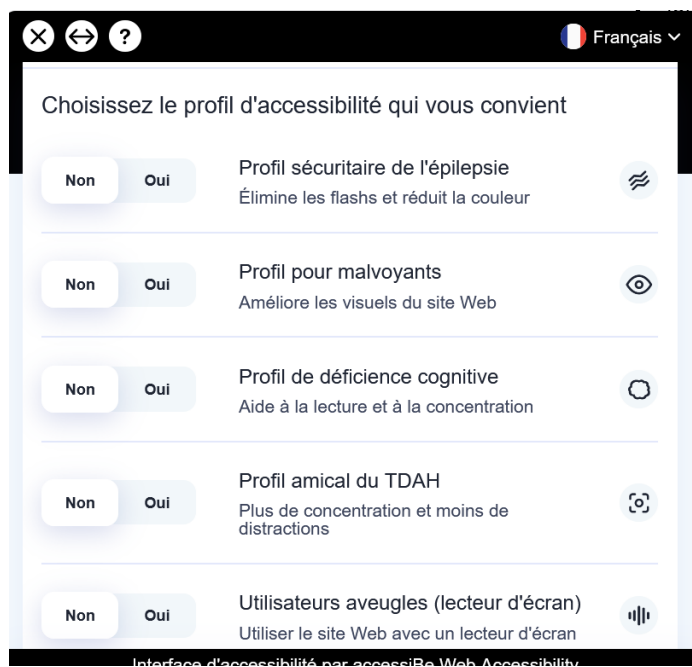 ?
Français
Choisissez le profil d'accessibilité qui vous convient
Non Oui
Profil sécuritaire de l'épilepsie
Élimine les flashs et réduit la couleur
Non Oui
Profil pour malvoyants
Améliore les visuels du site Web
Non Oui
Profil de déficience cognitive
Aide à la lecture et à la concentration
Non Oui
Profil amical du TDAH
Plus de concentration et moins de
distractions
Non Oui
Utilisateurs aveugles (lecteur d'écran)
Utiliser le site Web avec un lecteur d'écran
Interface d'accessibilité par accessiBe Web Accessibility